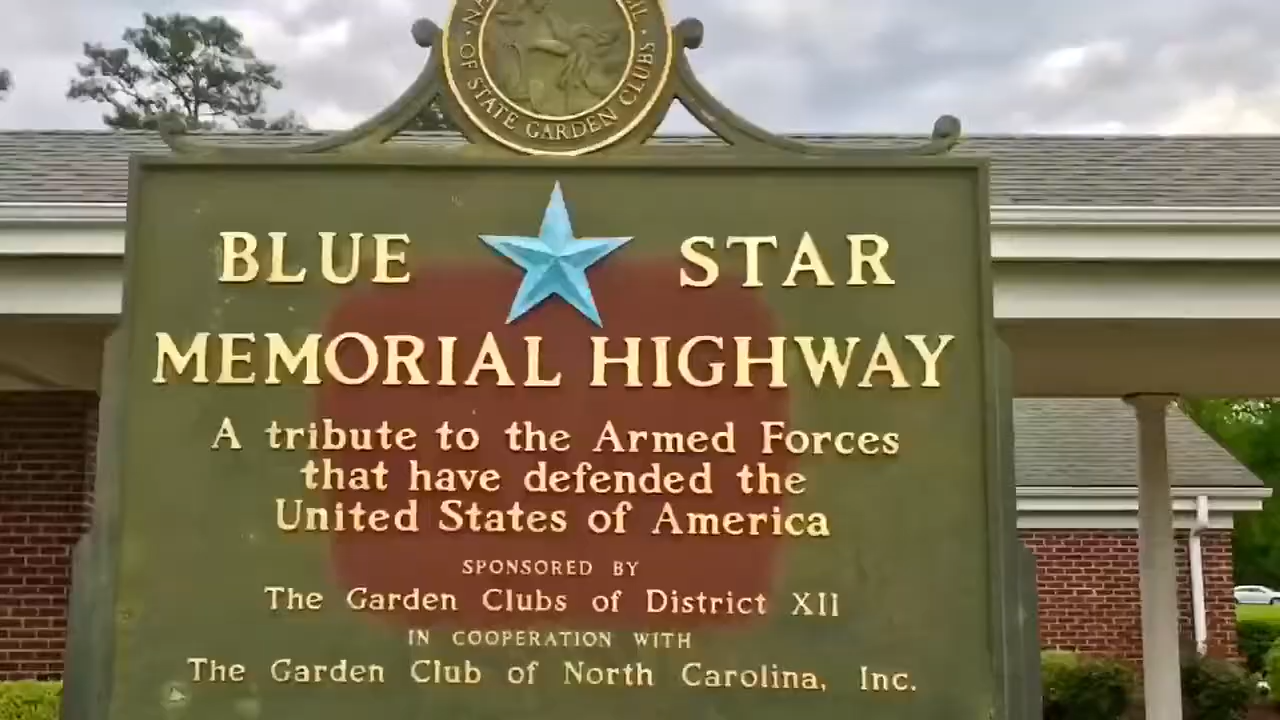 OF STATE GARDEN CLUBS
BLUE STAR
MEMORIAL HIGHWAY
A tribute to the Armed Forces
that have defended the
United States of America
SPONSORED BY
The Garden Clubs of District XII
IN COOPERATION WITH
The Garden Club of North Carolina, Inc.